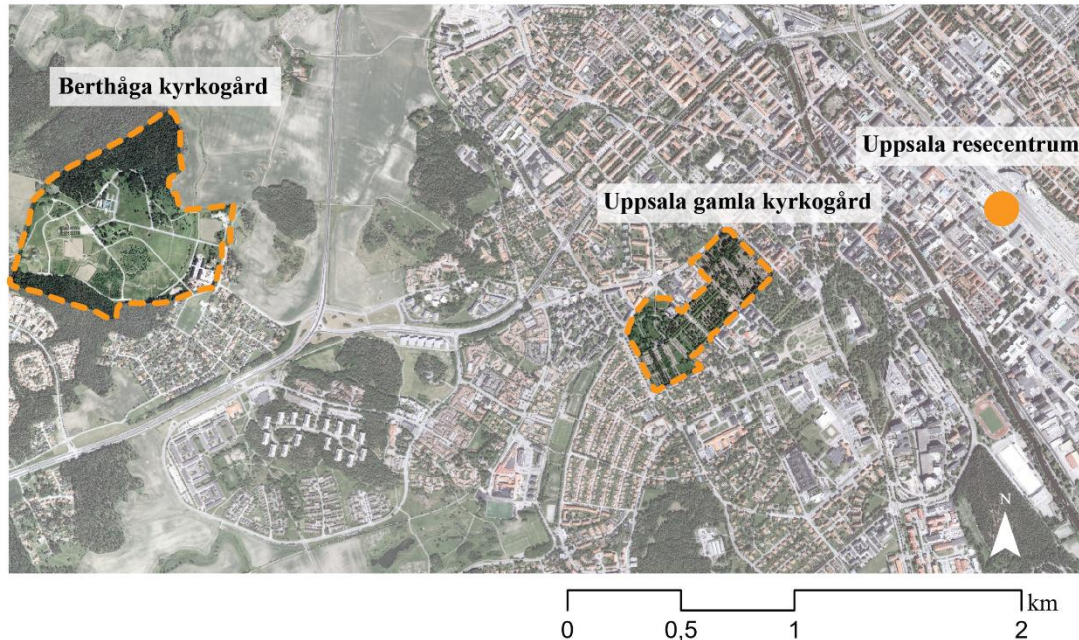 Berthåga kyrkogård
Uppsala resecentrum
Uppsala gamla kyrkogård
N
km
0
0,5
1
2